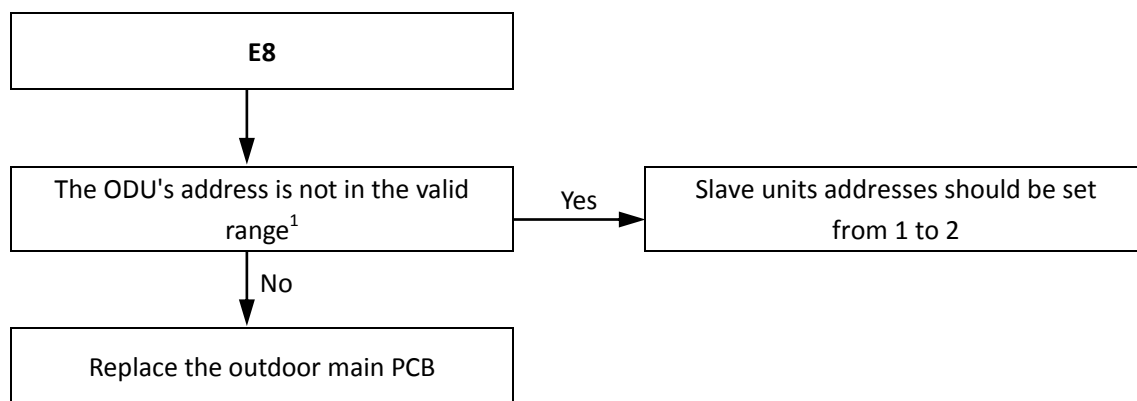 E8
The ODU's address is not in the valid
range1
Yes
Slave units addresses should be set
from 1 to 2
No
Replace the outdoor main PCB